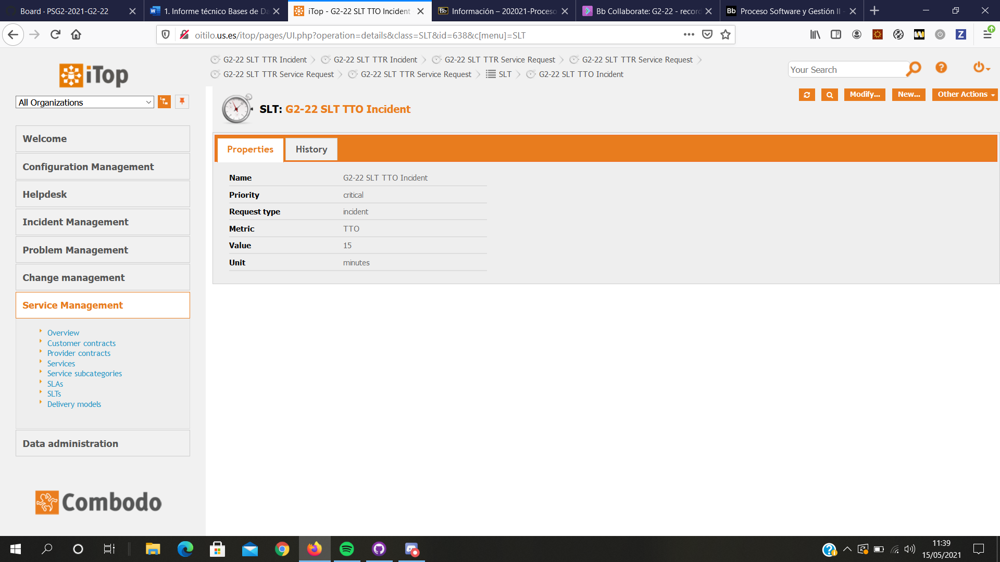 Board · PSG2-2021-G2-22
1. Informe técnico Bases de Da
iTop - G2-22 SLT TTO Incident
Bb Información – 202021-Proceso
Bb Collaborate: G2-22 - record
Bb Proceso Software y Gestión II -
oitilo.us.es/itop/pages/UI.php?operation=details&class=SLT&id=638&c[menu]=SLT
iTop
All Organizations
G2-22 SLT TTR Incident
G2-22 SLT TTR Incident
G2-22 SLT TTR Service Request
G2-22 SLT TTR Service Request
G2-22 SLT TTR Service Request
G2-22 SLT TTR Service Request
SLT
G2-22 SLT TTO Incident
Your Search
Modify...
New...
Other Actions
SLT: G2-22 SLT TTO Incident
Properties
History
Name G2-22 SLT TTO Incident
Priority critical
Request type incident
Metric TTO
Value 15
Unit minutes
Welcome
Configuration Management
Helpdesk
Incident Management
Problem Management
Change management
Service Management
Overview
Customer contracts
Provider contracts
Services
Service subcategories
SLAs
SLTs
Delivery models
Data administration
Combodo
11:39
15/05/2021